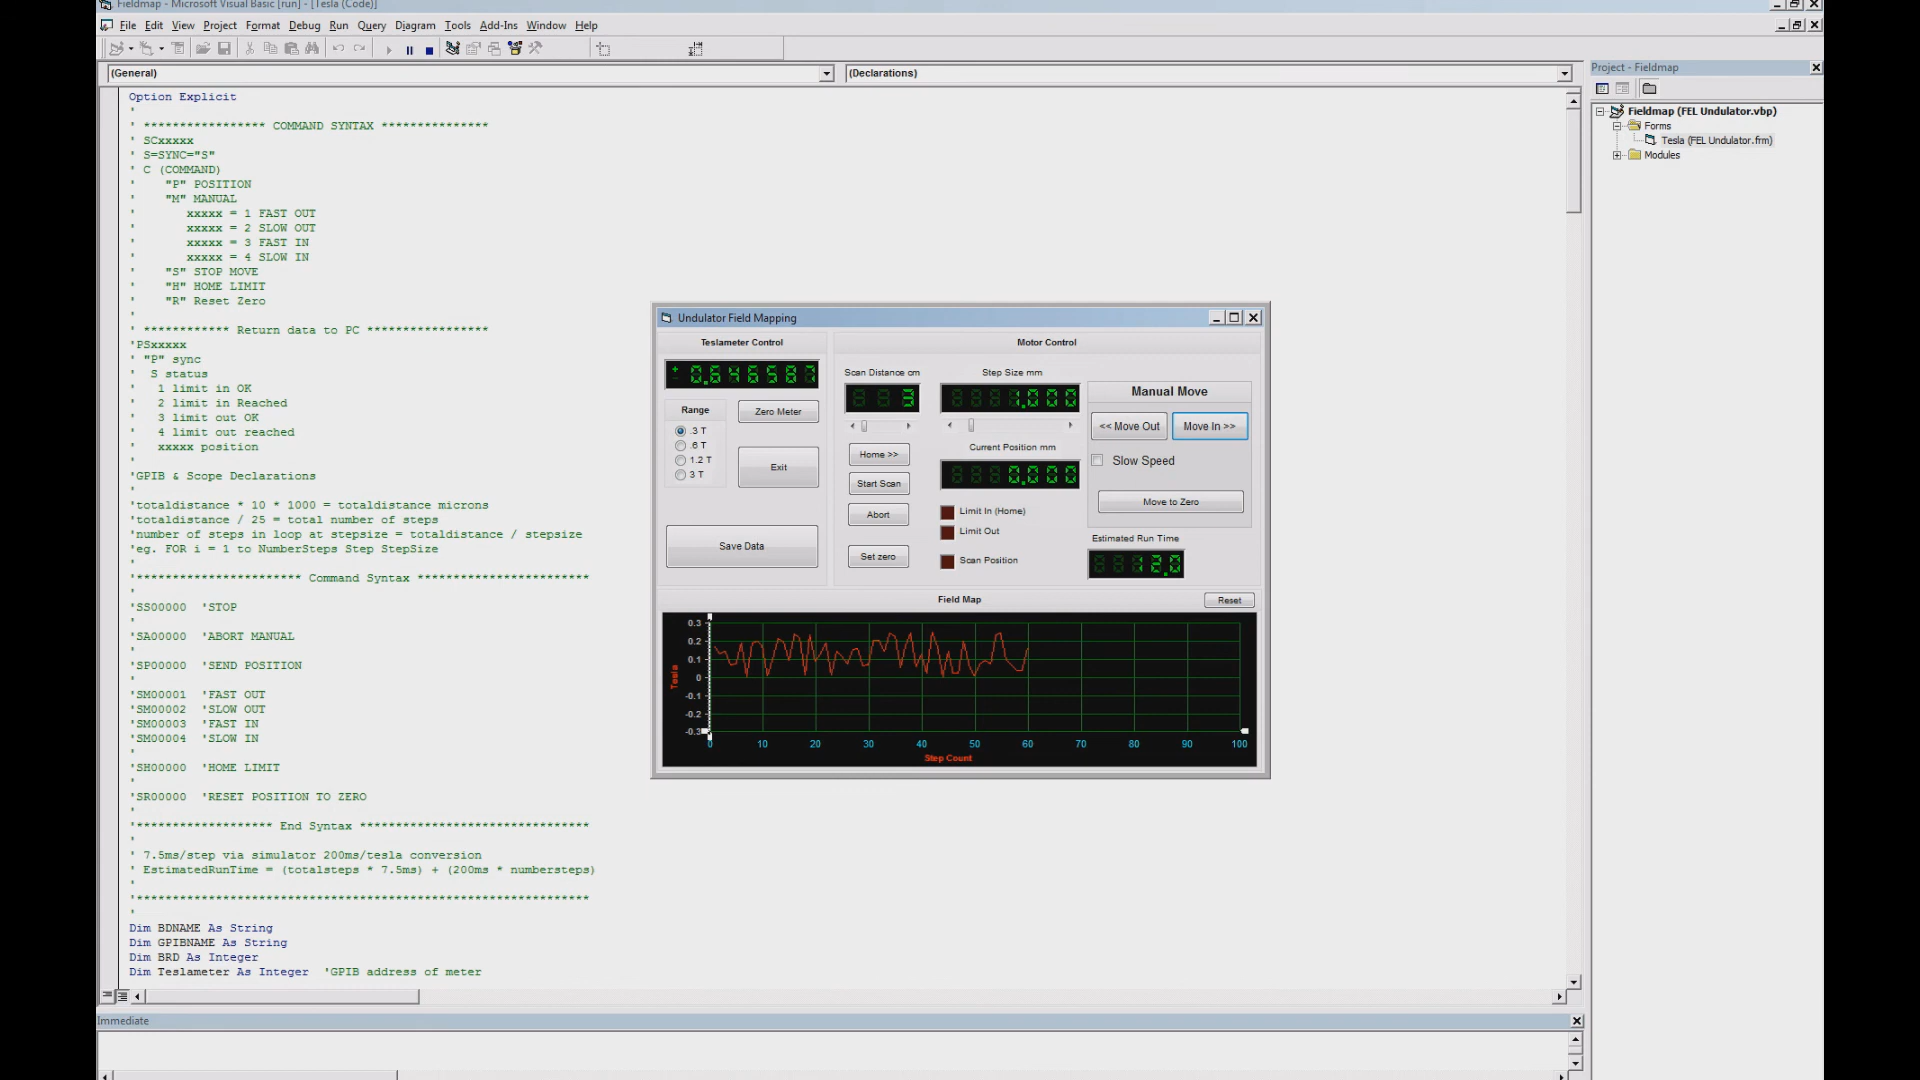 Fieldmap - Microsoft Visual Basic [run] - [Tesla (Code)]
File Edit View Project Format Debug Run Query Diagram Tools Add-Ins Window Help
(General) (Declarations)
Option Explicit
'
' ***************** COMMAND SYNTAX ***************
' SCxxxxx
' S=SYNC="S"
' C (COMMAND)
' "P" POSITION
' "M" MANUAL
' xxxxx = 1 FAST OUT
' xxxxx = 2 SLOW OUT
' xxxxx = 3 FAST IN
' xxxxx = 4 SLOW IN
' "S" STOP MOVE
' "H" HOME LIMIT
' "R" Reset Zero
'
' ************ Return data to PC *****************
'PSxxxxx
' "P" sync
' S status
' 1 limit in OK
' 2 limit in Reached
' 3 limit out OK
' 4 limit out reached
' xxxxx position
'
'GPIB & Scope Declarations
'
'totaldistance * 10 * 1000 = totaldistance microns
'totaldistance / 25 = total number of steps
'number of steps in loop at stepsize = totaldistance / stepsize
'eg. FOR i = 1 to NumberSteps Step StepSize
'
'*********************** Command Syntax ************************
'
'SS00000 'STOP
'
'SA00000 'ABORT MANUAL
'
'SP00000 'SEND POSITION
'
'SM00001 'FAST OUT
'SM00002 'SLOW OUT
'SM00003 'FAST IN
'SM00004 'SLOW IN
'
'SH00000 'HOME LIMIT
'
'SR00000 'RESET POSITION TO ZERO
'
'******************* End Syntax ********************************
'
' 7.5ms/step via simulator 200ms/tesla conversion
' EstimatedRunTime = (totalsteps * 7.5ms) + (200ms * numbersteps)
'
'***************************************************************
'
Dim BDNAME As String
Dim GPIBNAME As String
Dim BRD As Integer
Dim Teslameter As Integer 'GPIB address of meter
Immediate
Undulator Field Mapping
Teslameter Control
+ 0.646587
Range
.3 T
.6 T
1.2 T
3 T
Zero Meter
Exit
Save Data
Motor Control
Scan Distance cm
3
Home >>
Start Scan
Abort
Set zero
Step Size mm
1.000
Current Position mm
0.000
Limit In (Home)
Limit Out
Scan Position
Manual Move
<< Move Out Move In >>
Slow Speed
Move to Zero
Estimated Run Time
12.0
Field Map
Reset
Tesla
0.3
0.2
0.1
0
-0.1
-0.2
-0.3
0 10 20 30 40 50 60 70 80 90 100
Step Count
Project - Fieldmap
Fieldmap (FEL Undulator.vbp)
Forms
Tesla (FEL Undulator.frm)
Modules